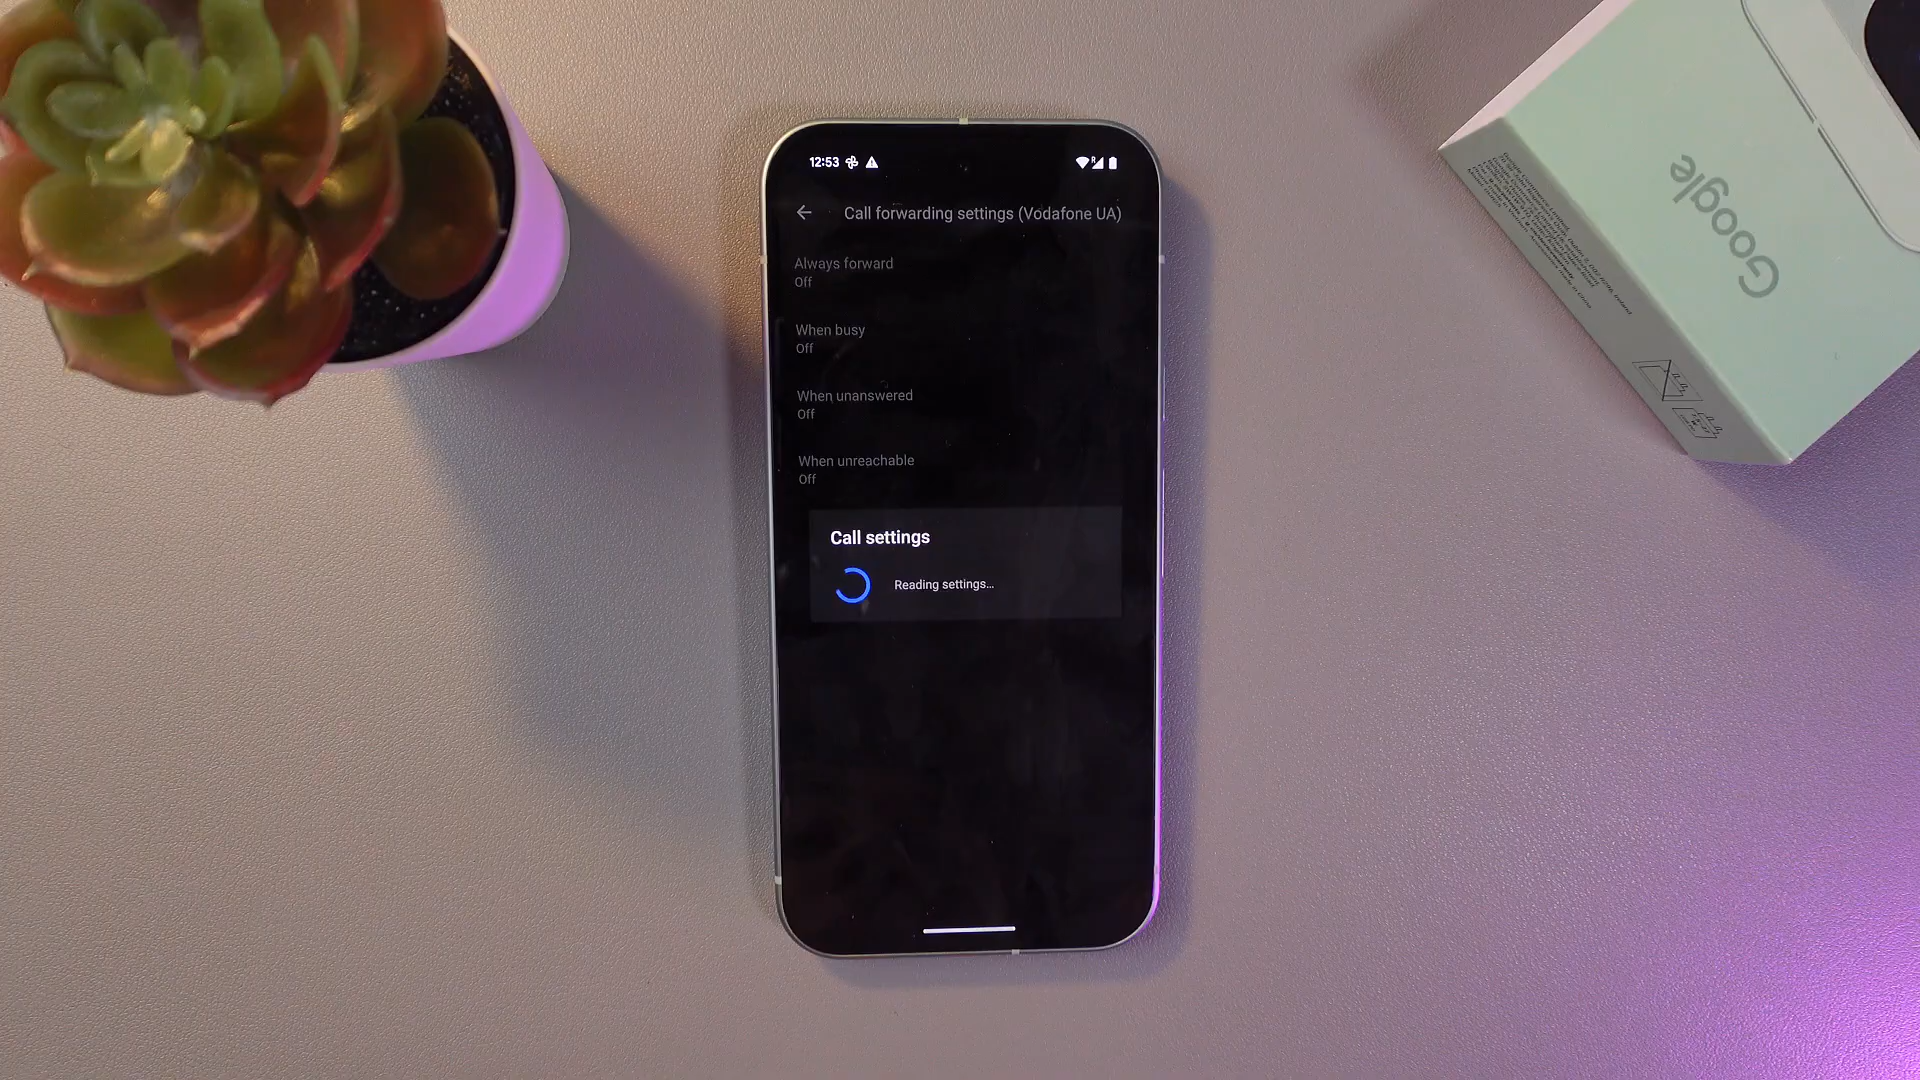 12:53
R
Call forwarding settings (Vodafone UA)
Always forward
Off
When busy
Off
When unanswered
Off
When unreachable
Off
Call settings
Reading settings...
Google